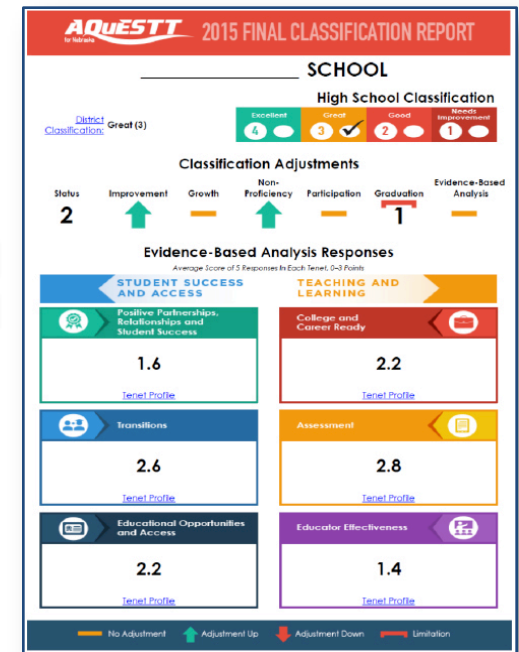 AQuESTT for Nebraska 2015 FINAL CLASSIFICATION REPORT
SCHOOL
High School Classification
District Classification: Great (3)
Excellent Great Good Needs Improvement
4 3 2 1
Classification Adjustments
Status Improvement Growth Non-Proficiency Participation Graduation Evidence-Based Analysis
2 1
Evidence-Based Analysis Responses
Average Score of 5 Responses in Each Tenet, 0-3 Points
STUDENT SUCCESS AND ACCESS
TEACHING AND LEARNING
Positive Partnerships, Relationships and Student Success
1.6
Tenet Profile
College and Career Ready
2.2
Tenet Profile
Transitions
2.6
Tenet Profile
Assessment
2.8
Tenet Profile
Educational Opportunities and Access
2.2
Tenet Profile
Educator Effectiveness
1.4
Tenet Profile
No Adjustment Adjustment Up Adjustment Down Limitation